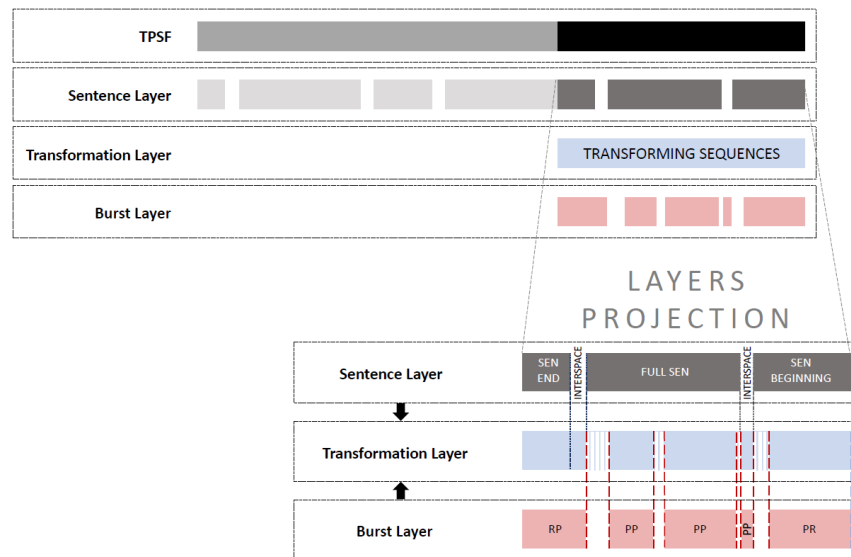 TPSF
Sentence Layer
Transformation Layer
TRANSFORMING SEQUENCES
Burst Layer
LAYERS
PROJECTION
Sentence Layer
SEN
END
INTERSPACE
FULL SEN
INTERSPACE
SEN
BEGINNING
Transformation Layer
Burst Layer
RP
PP
PP
PP
PR